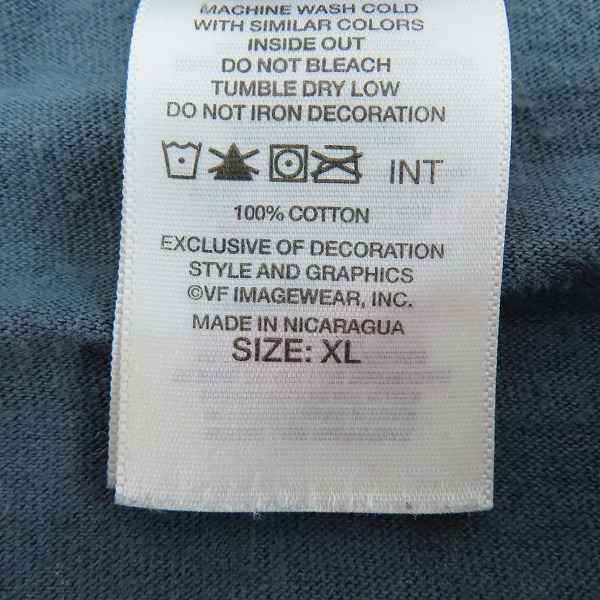 MACHINE WASH COLD
WITH SIMILAR COLORS
INSIDE OUT
DO NOT BLEACH
TUMBLE DRY LOW
DO NOT IRON DECORATION
INT
100% COTTON
EXCLUSIVE OF DECORATION
STYLE AND GRAPHICS
©VF IMAGEWEAR, INC.
MADE IN NICARAGUA
SIZE: XL